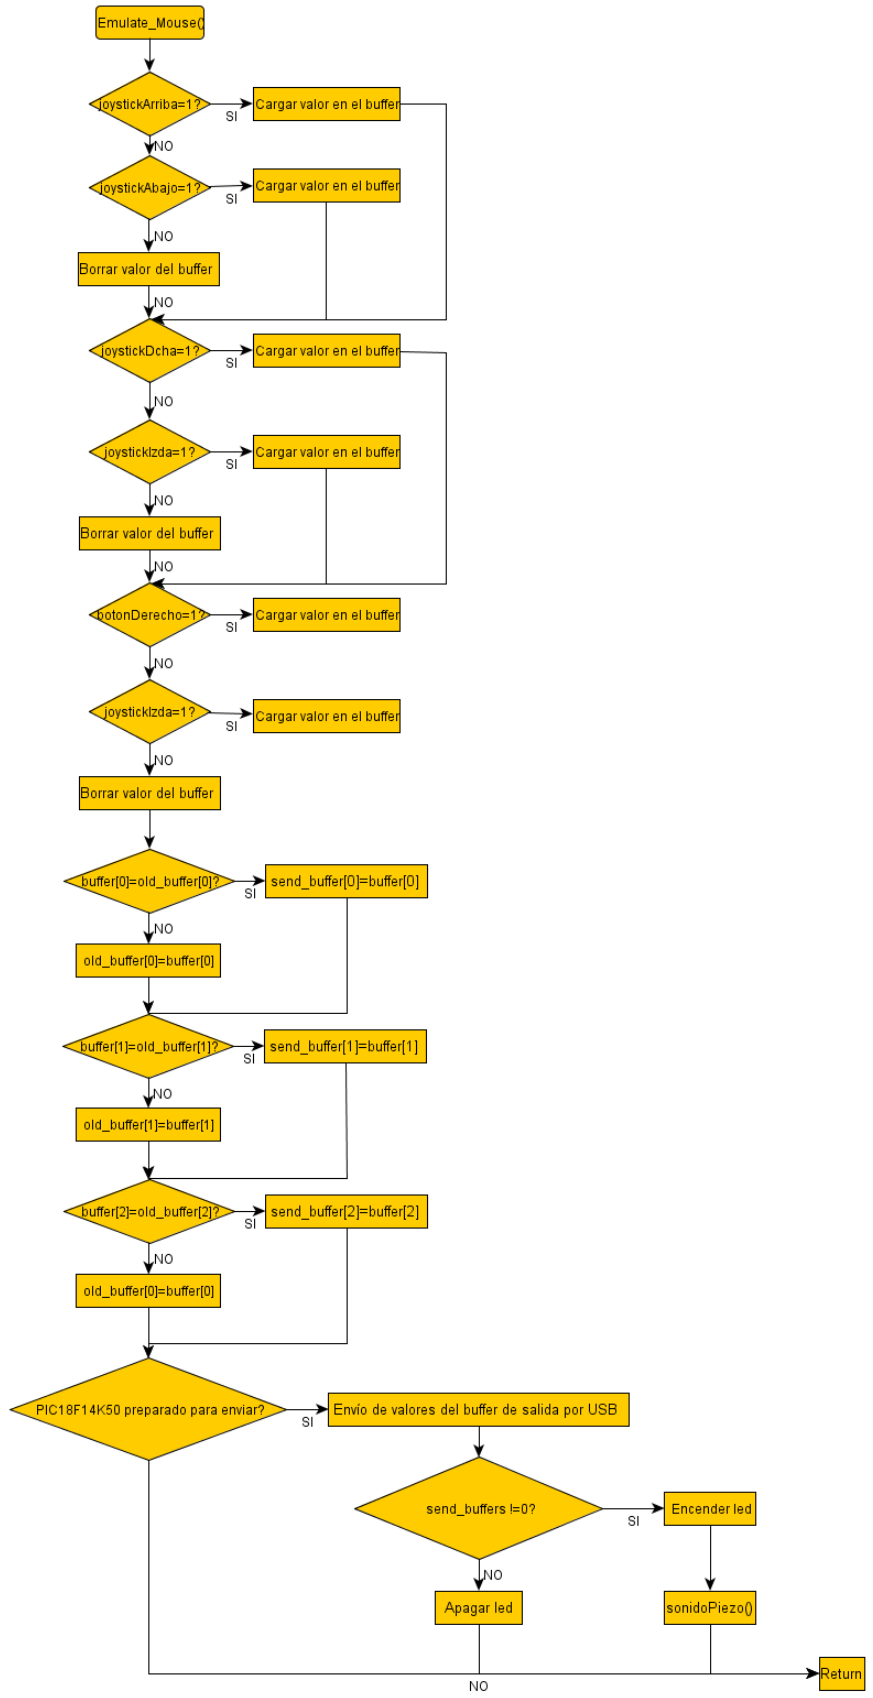 Emulate_Mouse()
joystickArriba=1?
SI
Cargar valor en el buffer
NO
joystickAbajo=1?
SI
Cargar valor en el buffer
NO
Borrar valor del buffer
NO
joystickDcha=1?
SI
Cargar valor en el buffer
NO
joystickIzda=1?
SI
Cargar valor en el buffer
NO
Borrar valor del buffer
NO
botonDerecho=1?
SI
Cargar valor en el buffer
NO
joystickIzda=1?
SI
Cargar valor en el buffer
NO
Borrar valor del buffer
buffer[0]=old_buffer[0]?
SI
send_buffer[0]=buffer[0]
NO
old_buffer[0]=buffer[0]
buffer[1]=old_buffer[1]?
SI
send_buffer[1]=buffer[1]
NO
old_buffer[1]=buffer[1]
buffer[2]=old_buffer[2]?
SI
send_buffer[2]=buffer[2]
NO
old_buffer[0]=buffer[0]
PIC18F14K50 preparado para enviar?
SI
Envío de valores del buffer de salida por USB
send_buffers !=0?
SI
Encender led
NO
Apagar led
sonidoPiezo()
NO
Return